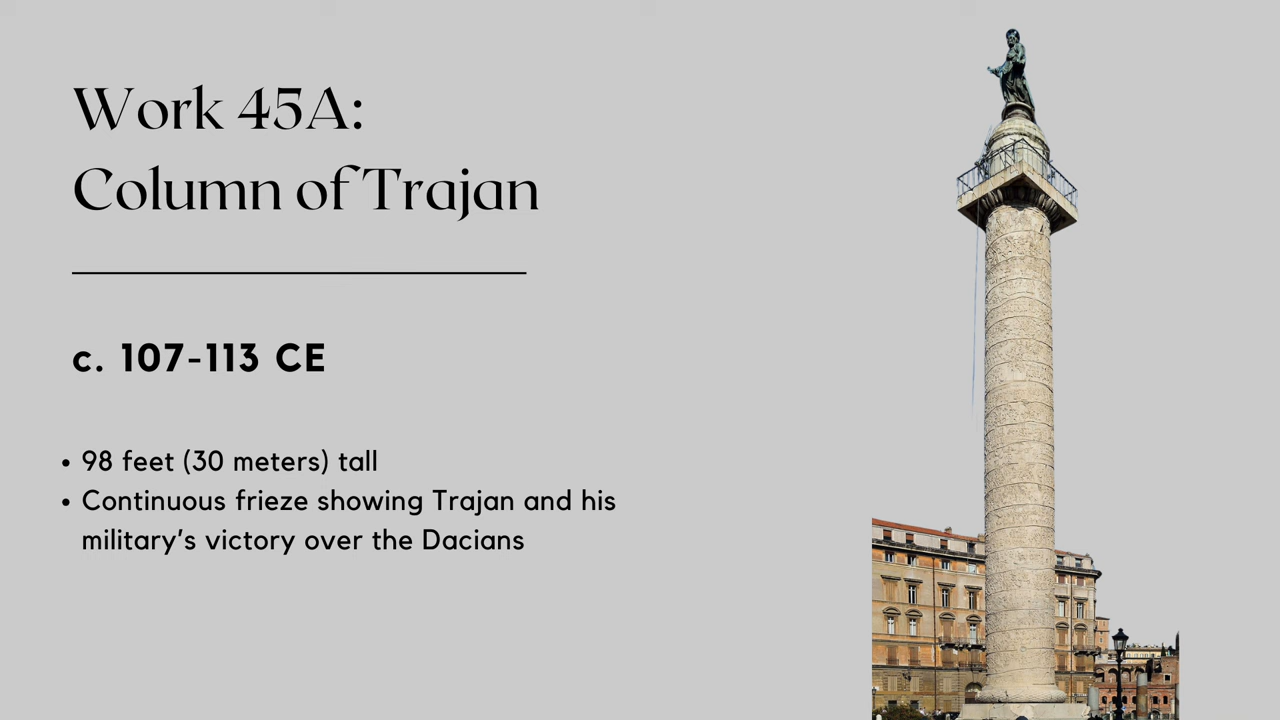 Work 45A:
Column of Trajan
c. 107-113 CE
• 98 feet (30 meters) tall
• Continuous frieze showing Trajan and his
military’s victory over the Dacians